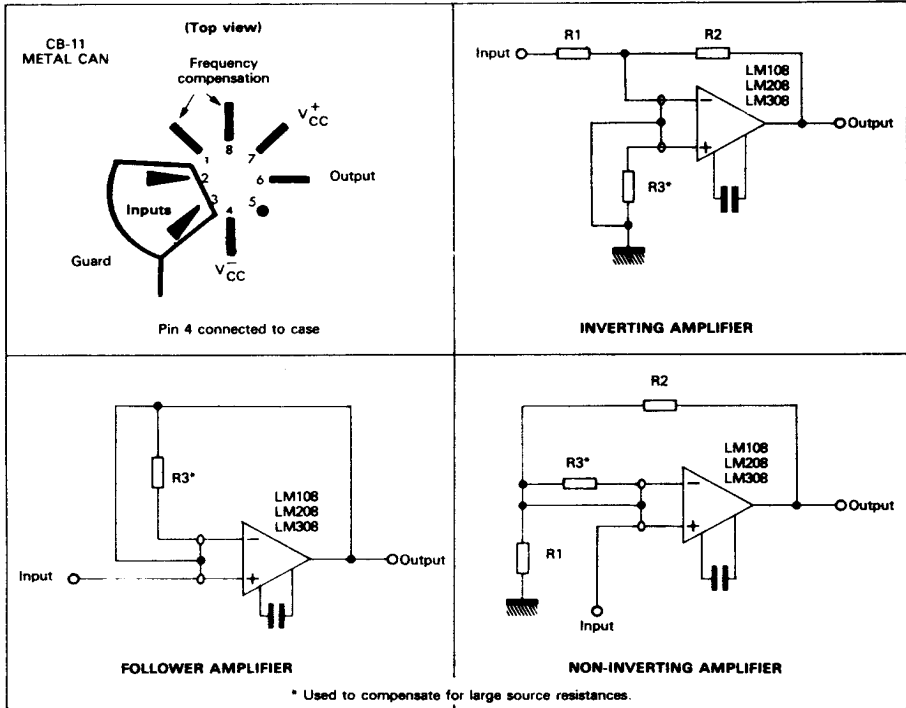 (Top view)
CB-11
METAL CAN
Frequency
compensation
V+CC
1
8
7
2
6
Output
3
4
5
Inputs
Guard
V−CC
Pin 4 connected to case
R1
R2
Input
LM108
LM208
LM308
−
+
Output
R3*
INVERTING AMPLIFIER
R3*
LM108
LM208
LM308
−
+
Input
Output
FOLLOWER AMPLIFIER
R2
R3*
LM108
LM208
LM308
−
+
Output
R1
Input
NON-INVERTING AMPLIFIER
* Used to compensate for large source resistances.